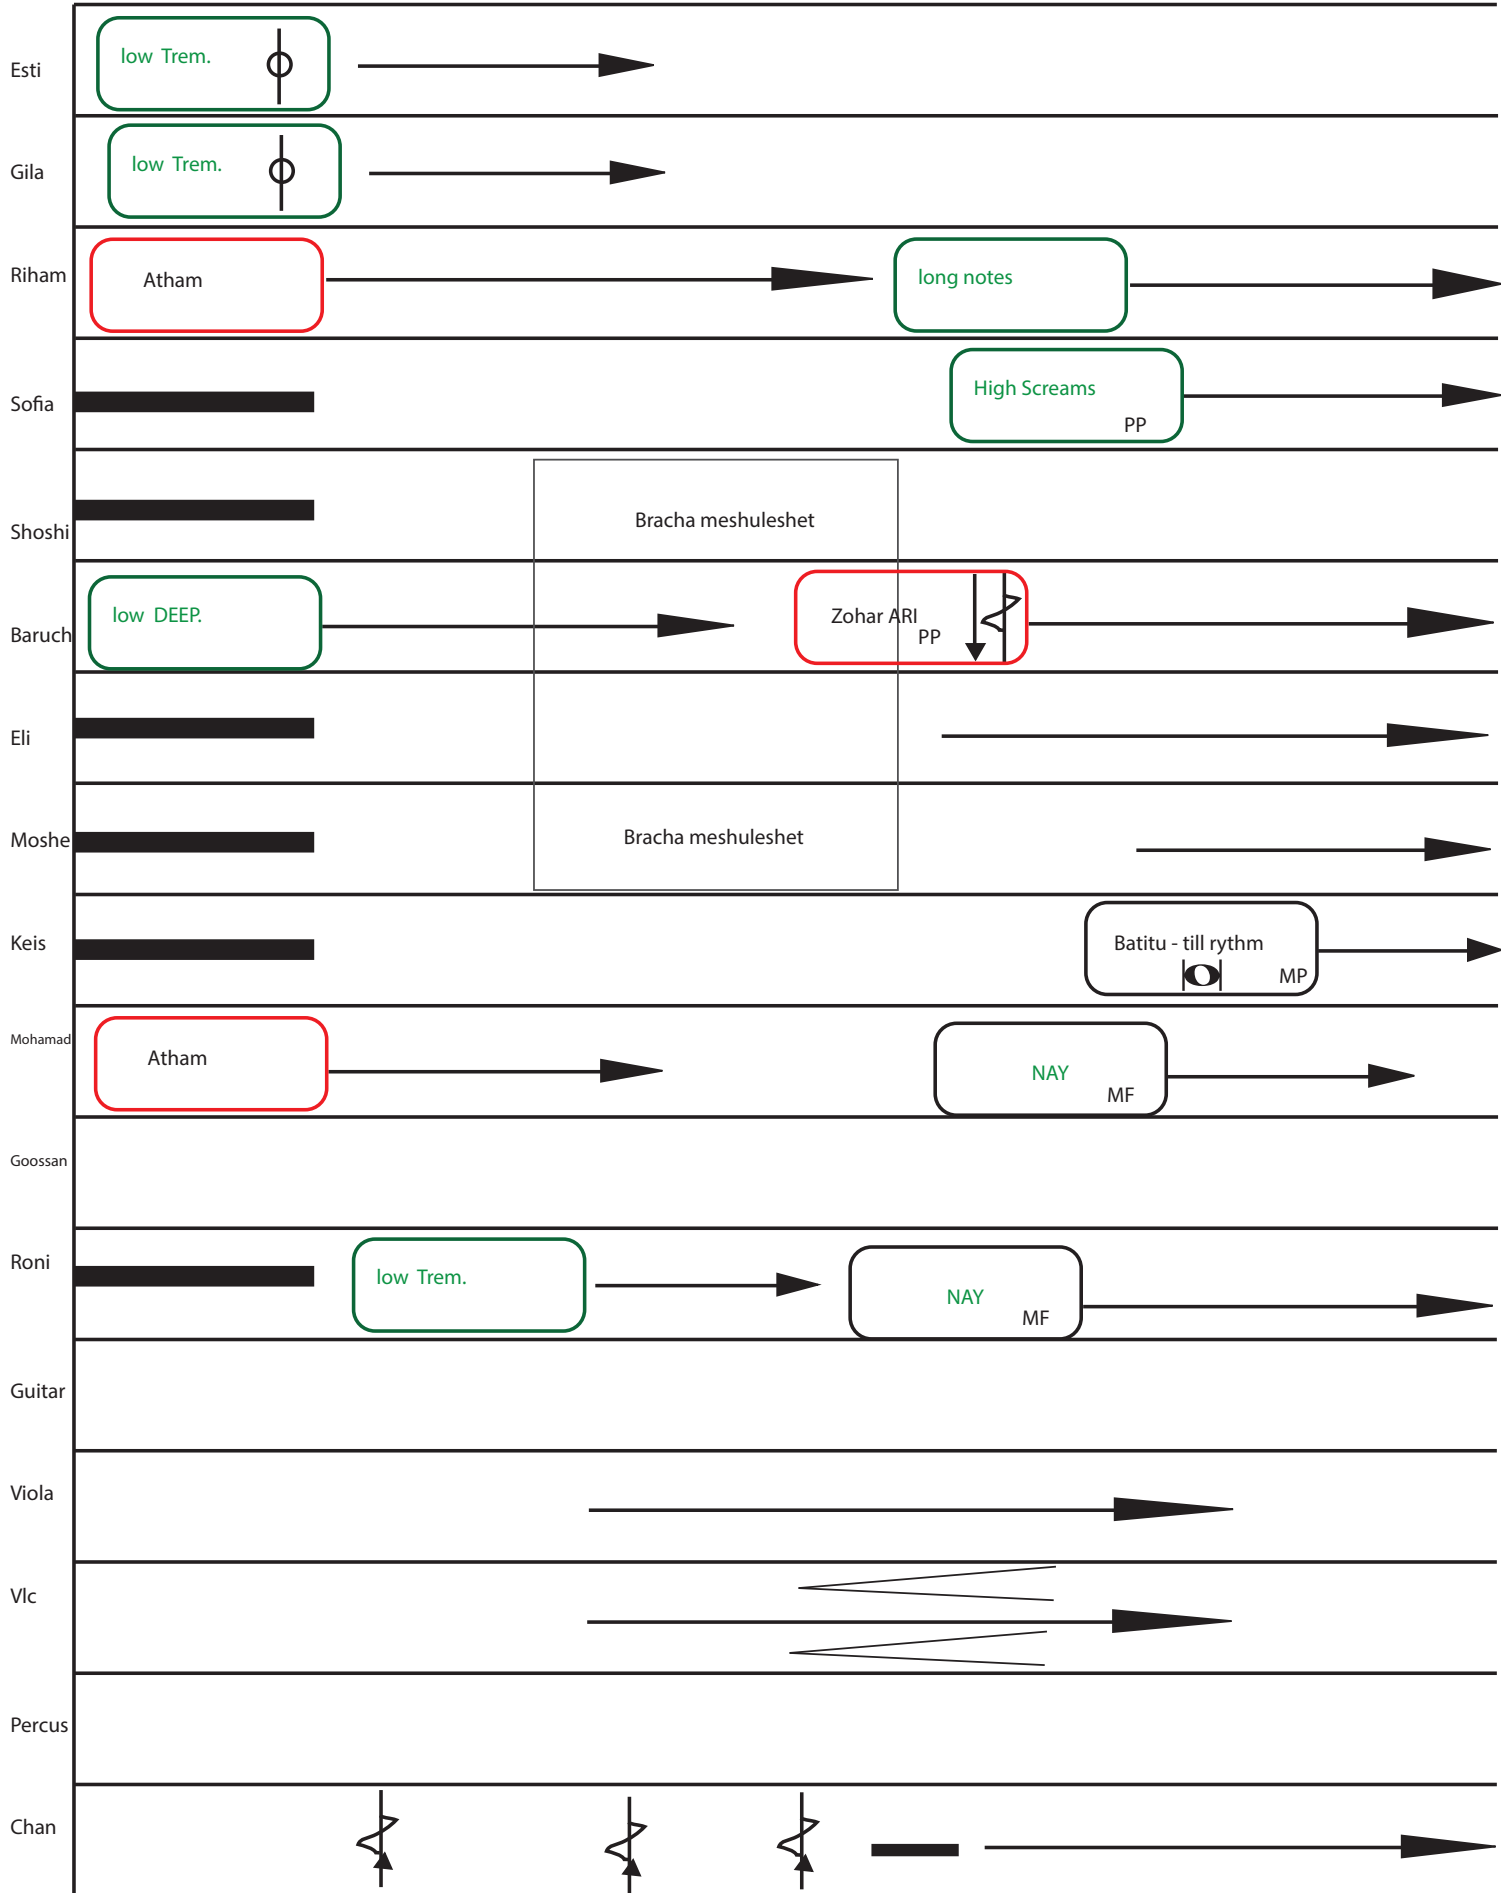 Esti
low Trem.
Gila
low Trem.
Riham
Atham
long notes
Sofia
High Screams
PP
Shoshi
Bracha meshuleshet
Baruch
low DEEP.
Zohar ARI
PP
Eli
Moshe
Bracha meshuleshet
Keis
Batitu - till rythm
MP
Mohamad
Atham
NAY
MF
Goossan
Roni
low Trem.
NAY
MF
Guitar
Viola
Vlc
Percus
Chan